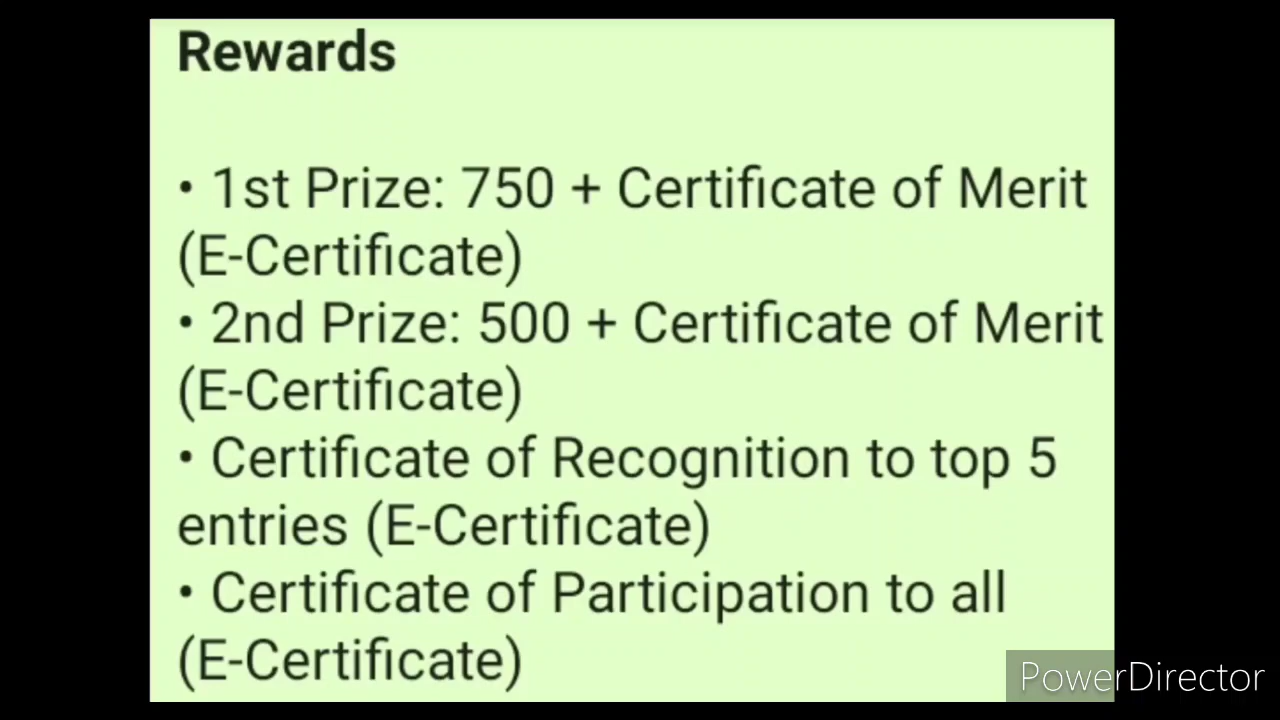 Rewards
• 1st Prize: 750 + Certificate of Merit
(E-Certificate)
• 2nd Prize: 500 + Certificate of Merit
(E-Certificate)
• Certificate of Recognition to top 5
entries (E-Certificate)
• Certificate of Participation to all
(E-Certificate)
PowerDirector